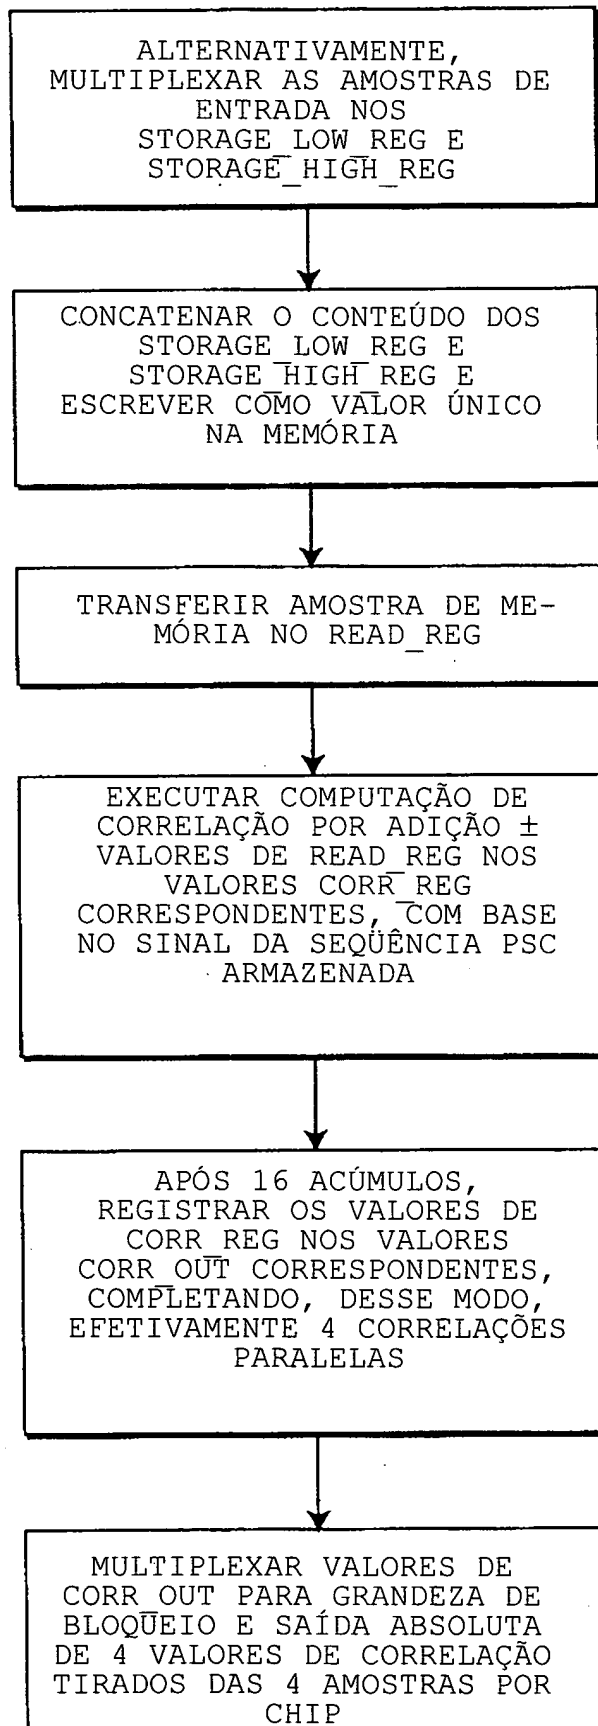 ALTERNATIVAMENTE,
MULTIPLEXAR AS AMOSTRAS DE
ENTRADA NOS
STORAGE_LOW_REG E
STORAGE_HIGH_REG
CONCATENAR O CONTEÚDO DOS
STORAGE_LOW_REG E
STORAGE_HIGH_REG E
ESCREVER COMO VALOR ÚNICO
NA MEMÓRIA
TRANSFERIR AMOSTRA DE ME-
MÓRIA NO READ_REG
EXECUTAR COMPUTAÇÃO DE
CORRELAÇÃO POR ADIÇÃO ±
VALORES DE READ_REG NOS
VALORES CORR_REG
CORRESPONDENTES, COM BASE
NO SINAL DA SEQÜÊNCIA PSC
ARMAZENADA
APÓS 16 ACÚMULOS,
REGISTRAR OS VALORES DE
CORR_REG NOS VALORES
CORR_OUT CORRESPONDENTES,
COMPLETANDO, DESSE MODO,
EFETIVAMENTE 4 CORRELAÇÕES
PARALELAS
MULTIPLEXAR VALORES DE
CORR_OUT PARA GRANDEZA DE
BLOQUEIO E SAÍDA ABSOLUTA
DE 4 VALORES DE CORRELAÇÃO
TIRADOS DAS 4 AMOSTRAS POR
CHIP